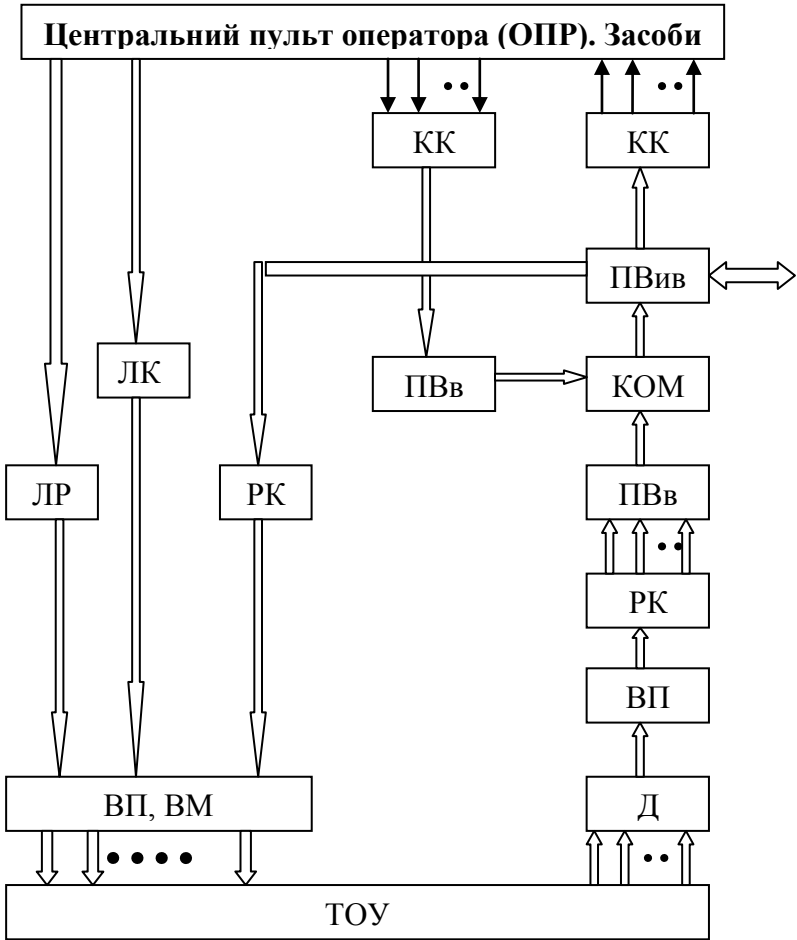 Центральний пульт оператора (ОПР). Засоби
КК
КК
ПВив
ЛК
ПВв
КОМ
ЛР
РК
ПВв
РК
ВП
ВП, ВМ
Д
ТОУ